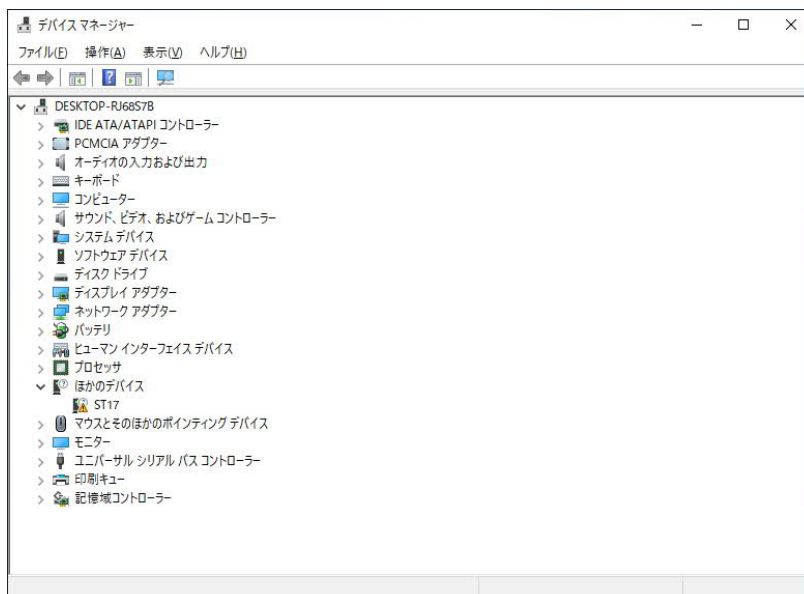 デバイス マネージャー
ファイル(F) 操作(A) 表示(V) ヘルプ(H)
DESKTOP-RJ68S7B
IDE ATA/ATAPI コントローラー
PCMCIA アダプター
オーディオの入力および出力
キーボード
コンピューター
サウンド、ビデオ、およびゲーム コントローラー
システム デバイス
ソフトウェア デバイス
ディスク ドライブ
ディスプレイ アダプター
ネットワーク アダプター
バッテリ
ヒューマン インターフェイス デバイス
プロセッサ
ほかのデバイス
ST17
マウスとそのほかのポインティング デバイス
モニター
ユニバーサル シリアル バス コントローラー
印刷キュー
記憶域コントローラー